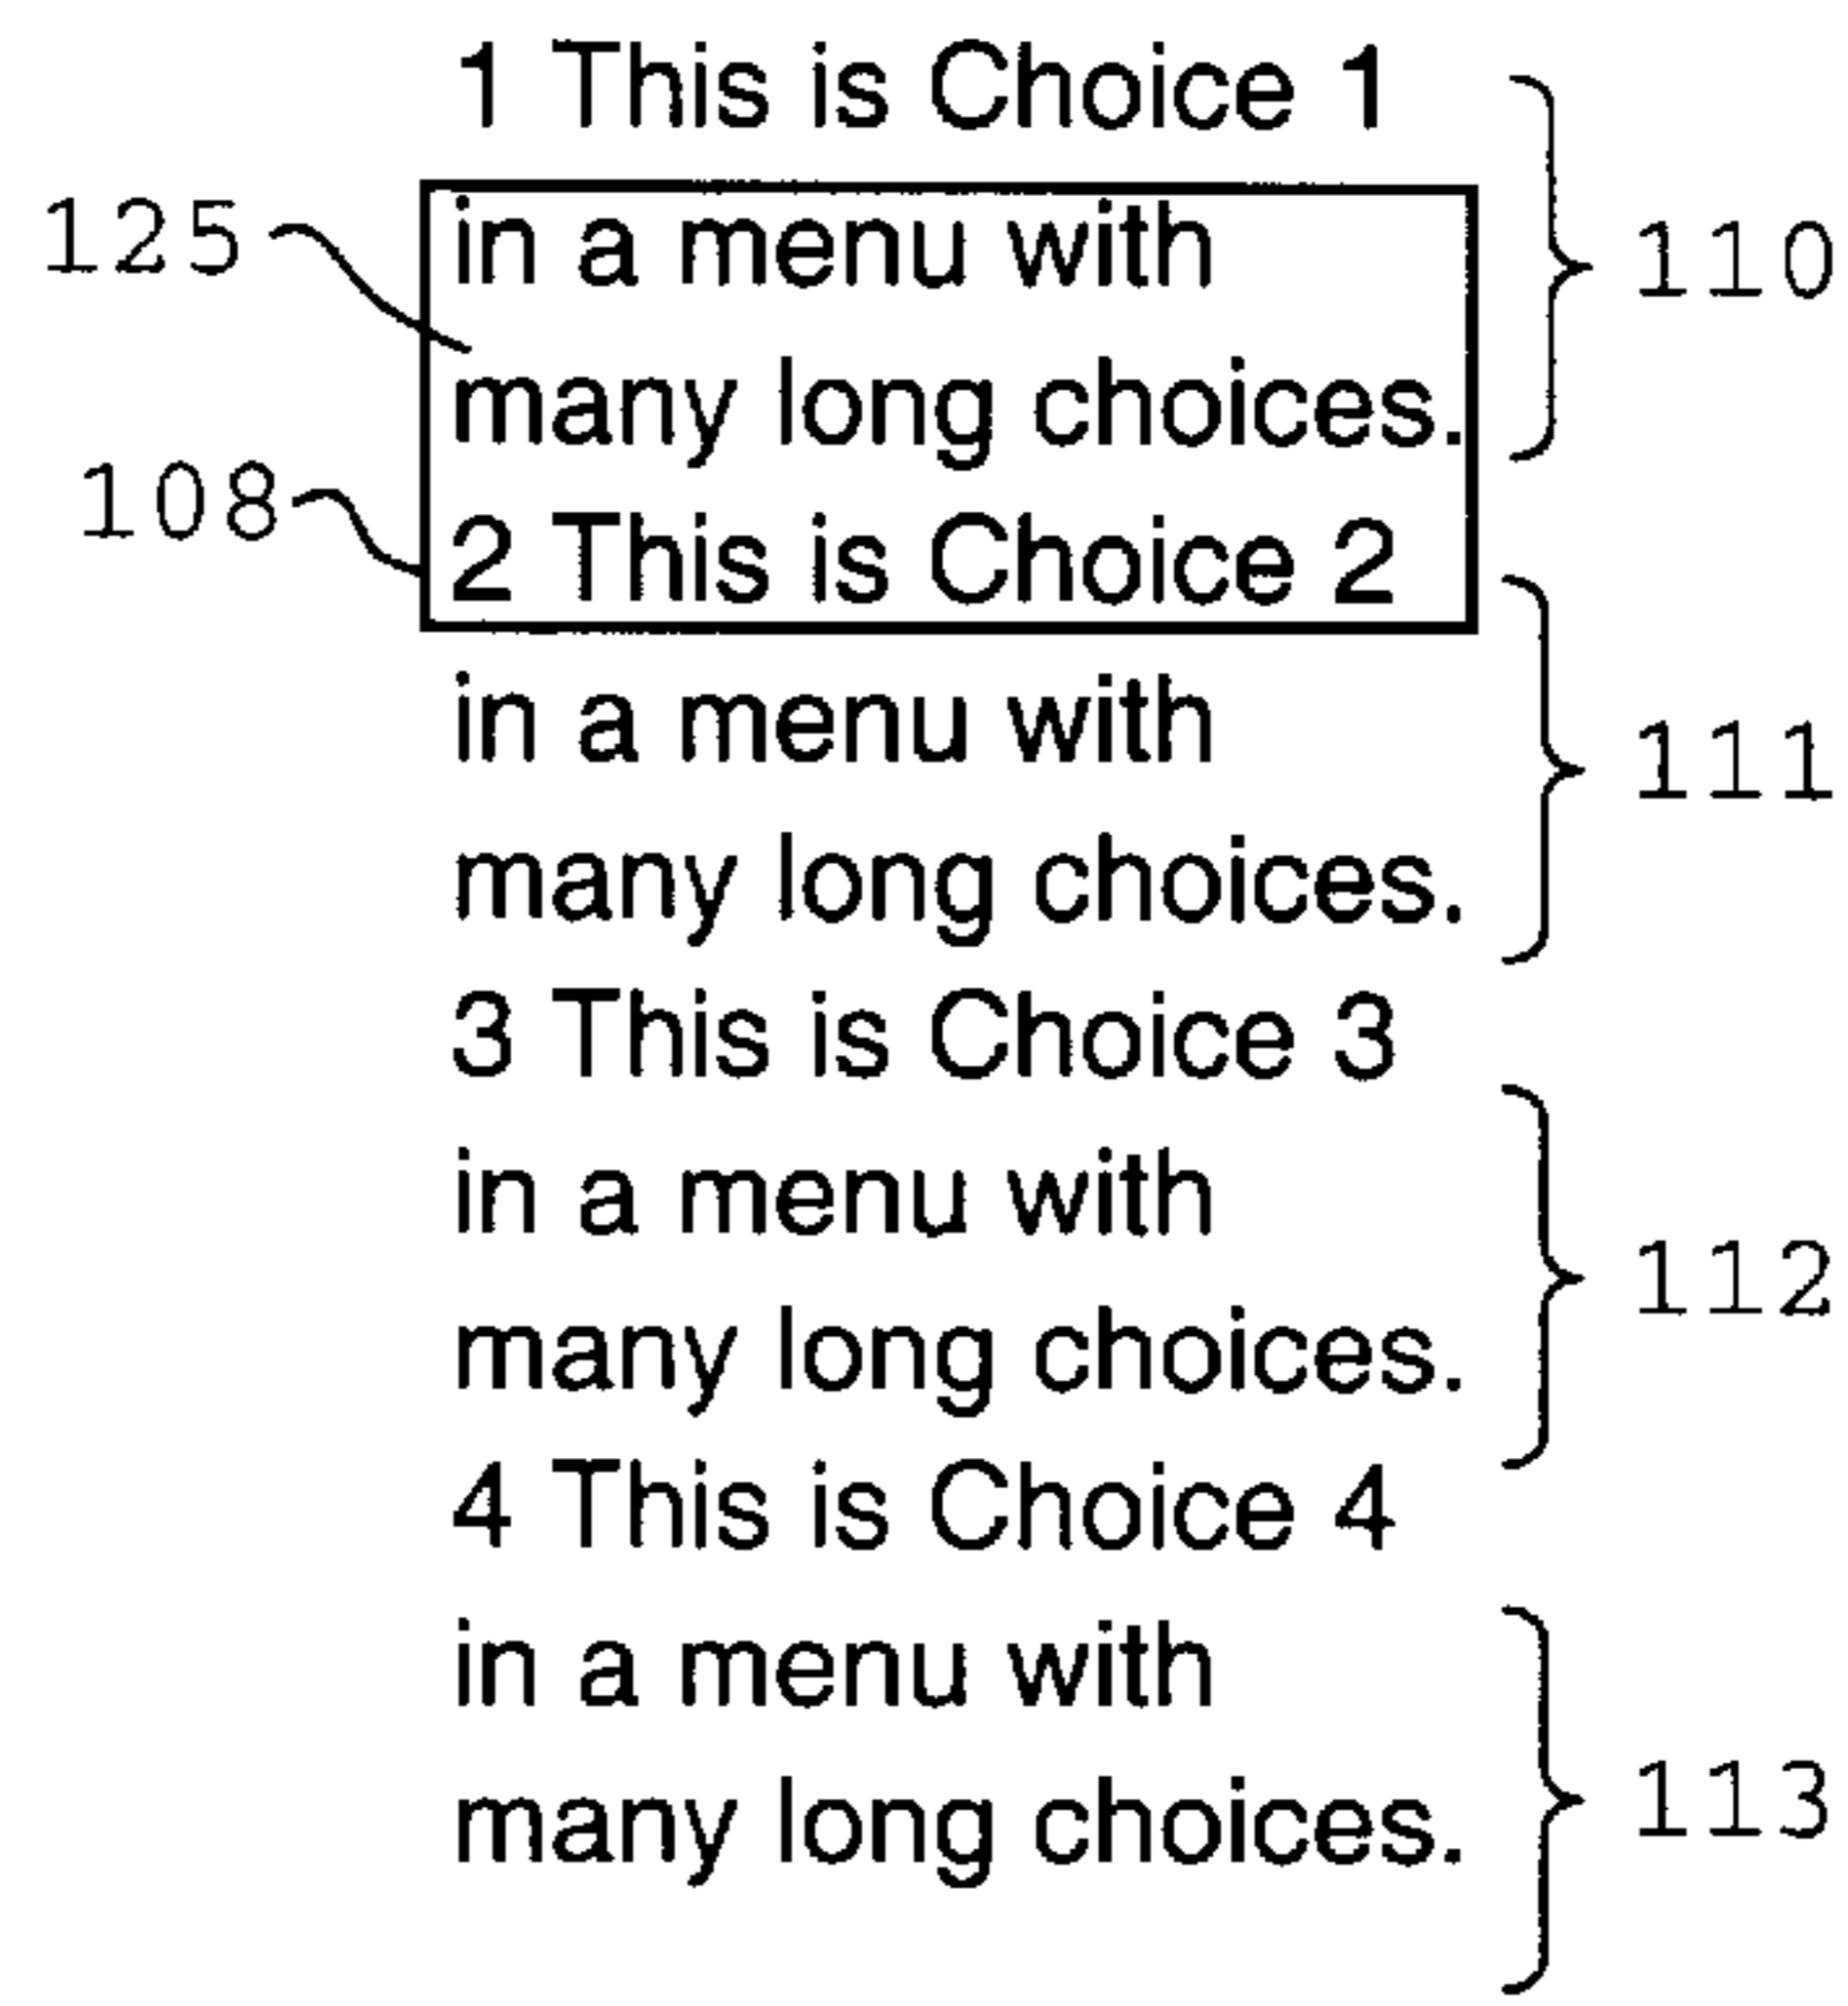 1 This is Choice 1
125 in a menu with 110
many long choices.
108 2 This is Choice 2
in a menu with
111
many long choices.
3 This is Choice 3
in a menu with
112
many long choices.
4 This is Choice 4
in a menu with
113
many long choices.